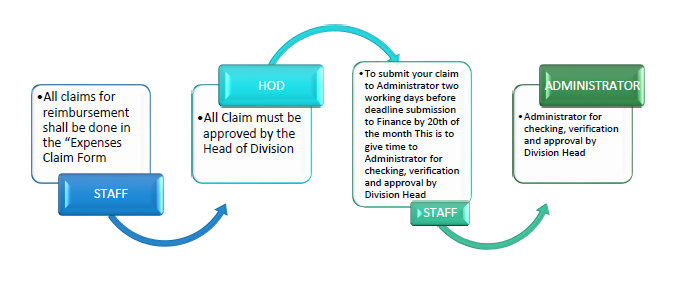 •All claims for
reimbursement
shall be done in
the “Expenses
Claim Form
STAFF
HOD
•All Claim must be
approved by the
Head of Division
•To submit your claim
to Administrator two
working days before
deadline submission
to Finance by 20th of
the month This is to
give time to
Administrator for
checking, verification
and approval by
Division Head
STAFF
ADMINISTRATOR
•Administrator for
checking, verification
and approval by
Division Head